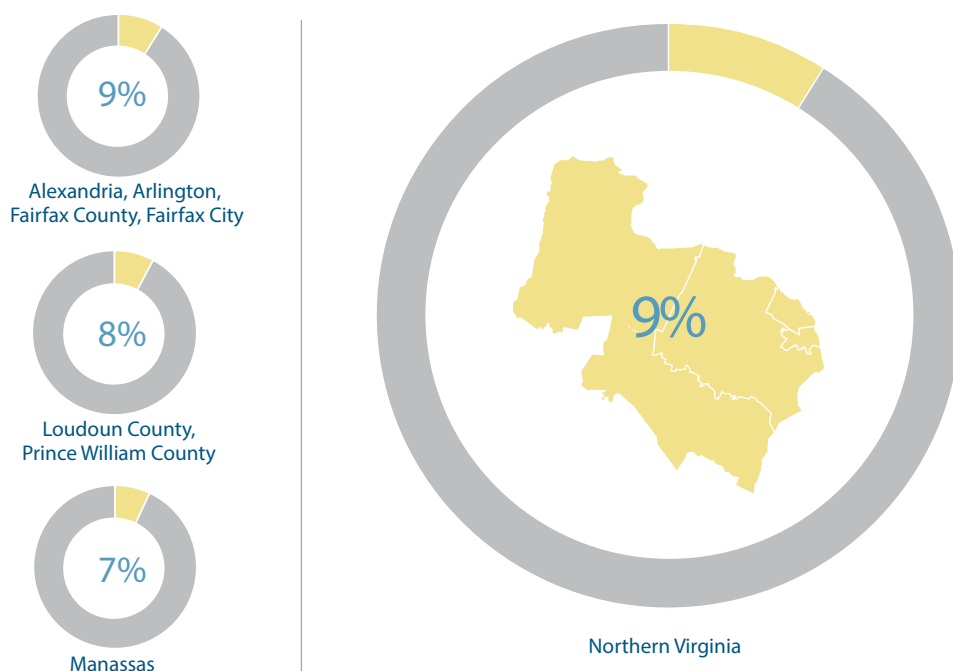 9%
Alexandria, Arlington,
Fairfax County, Fairfax City
8%
Loudoun County,
Prince William County
7%
Manassas
9%
Northern Virginia